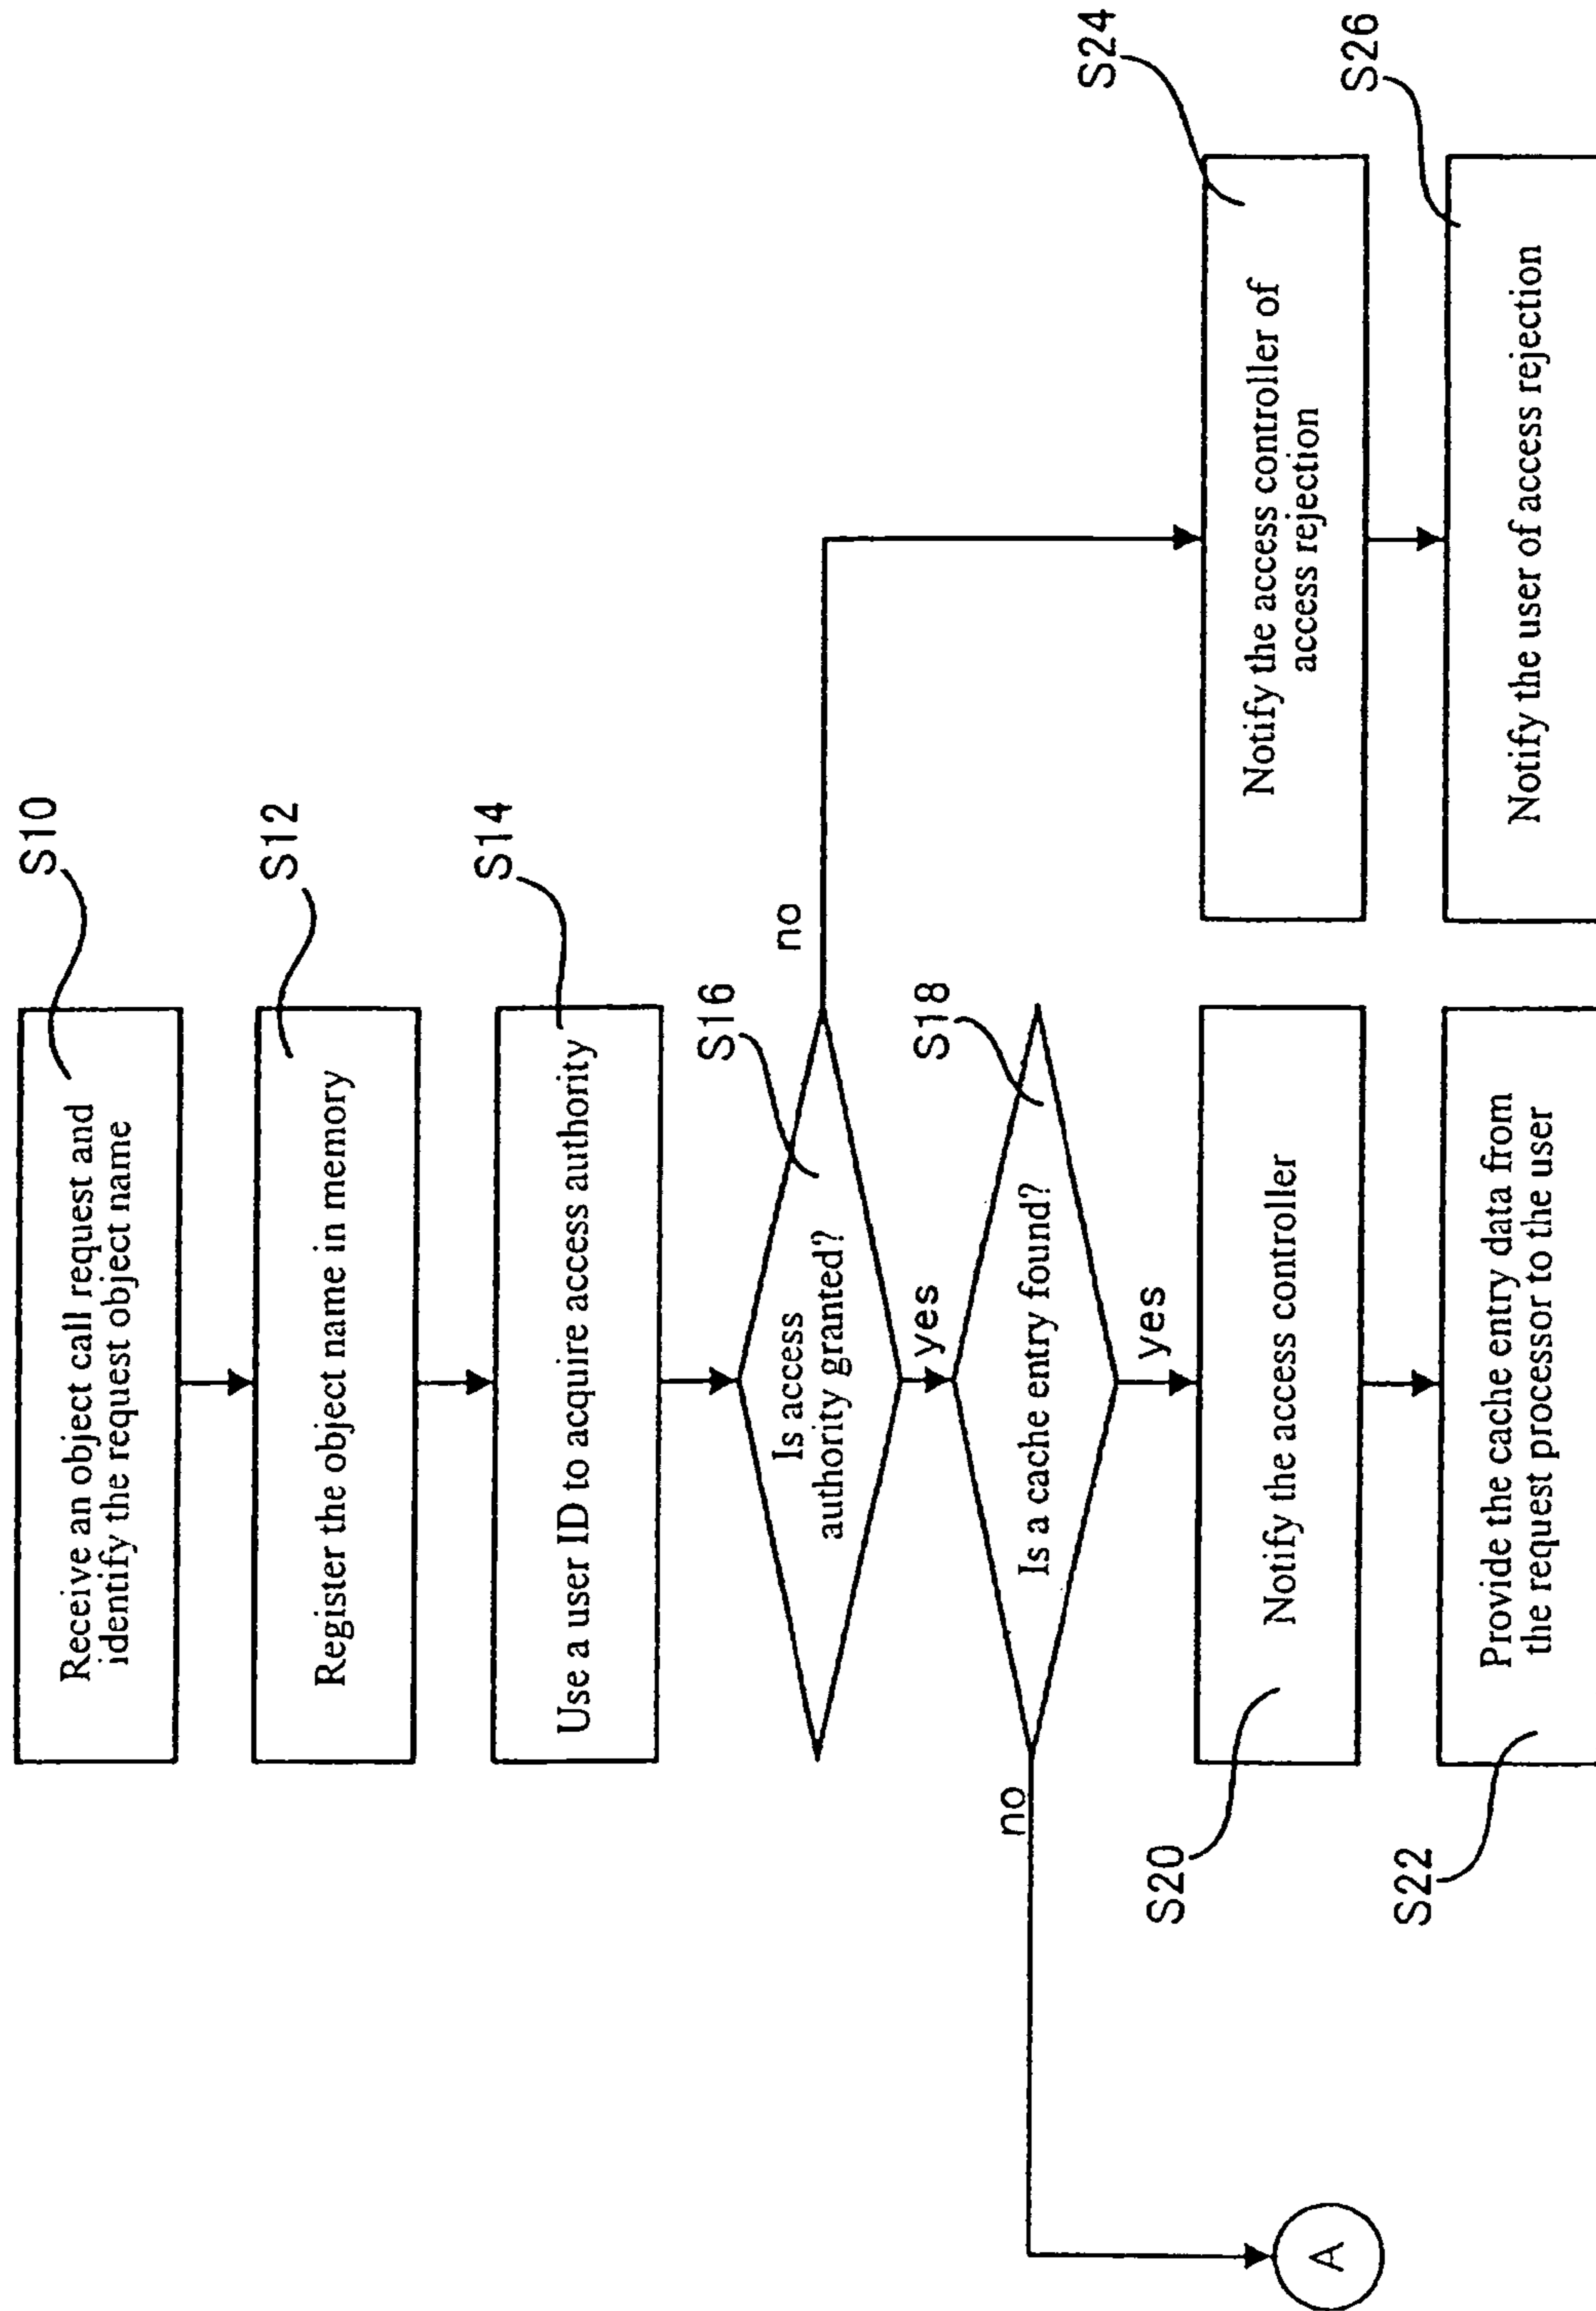 S10
Receive an object call request and
identify the request object name
S12
Register the object name in memory
S14
Use a user ID to acquire access authority
S16
Is access
authority granted?
no
yes
S18
Is a cache entry found?
no
yes
S20
Notify the access controller
S22
Provide the cache entry data from
the request processor to the user
S24
Notify the access controller of
access rejection
S26
Notify the user of access rejection
A